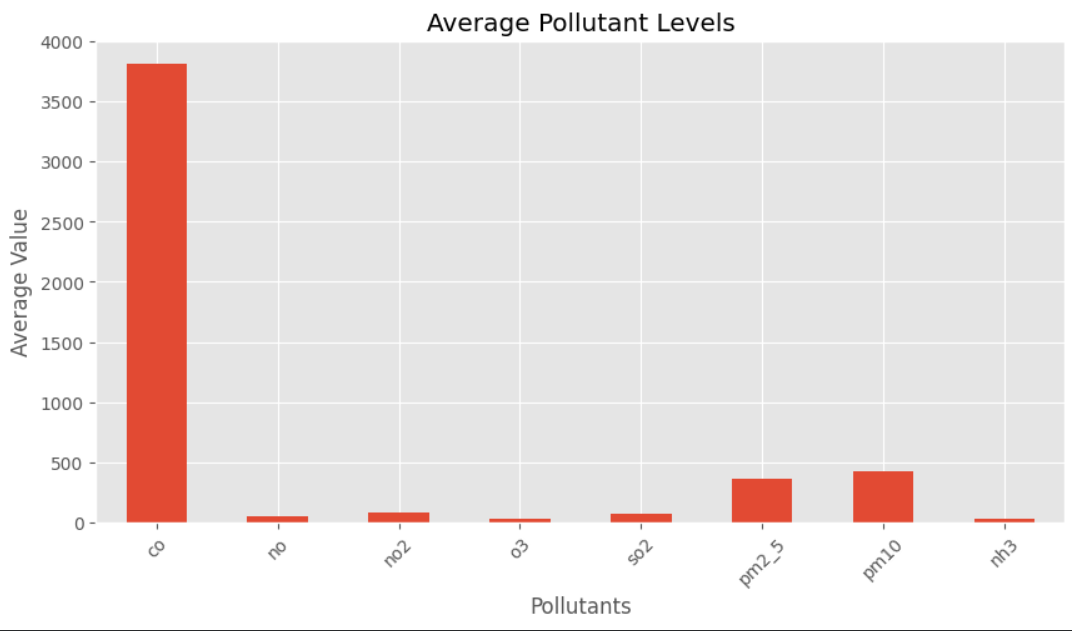 Average Pollutant Levels
4000
3500
3000
2500
2000
1500
1000
500
0
Average Value
co
no
no2
o3
so2
pm2_5
pm10
nh3
Pollutants